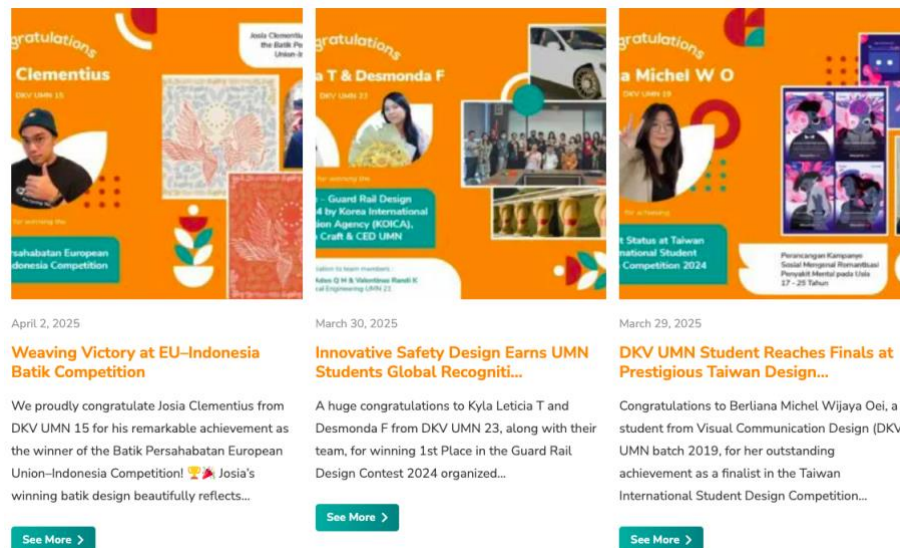 gratulations
Clementius
DKV UMN 15
Josia Clementiu
the Batik Pe
Union-I
for winning the
rsahabatan European
donesia Competition
April 2, 2025
Weaving Victory at EU–Indonesia
Batik Competition
We proudly congratulate Josia Clementius from
DKV UMN 15 for his remarkable achievement as
the winner of the Batik Persahabatan European
Union–Indonesia Competition! 🏆🎉 Josia's
winning batik design beautifully reflects...
See More
gratulations
a T & Desmonda F
DKV UMN 23
for winning the
- Guard Rail Design
4 by Korea International
ion Agency (KOICA),
Craft & CED UMN
ulation to team members :
Aden Q M & Valentinus Randi K
cal Engineering UMN 21
March 30, 2025
Innovative Safety Design Earns UMN
Students Global Recogniti...
A huge congratulations to Kyla Leticia T and
Desmonda F from DKV UMN 23, along with their
team, for winning 1st Place in the Guard Rail
Design Contest 2024 organized...
See More
gratulations
a Michel W O
DKV UMN 19
for achieving
t Status at Taiwan
national Student
Competition 2024
Perancangan Kampanye
Sosial Mengenai Romantisasi
Penyakit Mental pada Usia
17 - 25 Tahun
March 29, 2025
DKV UMN Student Reaches Finals at
Prestigious Taiwan Design...
Congratulations to Berliana Michel Wijaya Oei, a
student from Visual Communication Design (DKV
UMN batch 2019, for her outstanding
achievement as a finalist in the Taiwan
International Student Design Competition...
See More